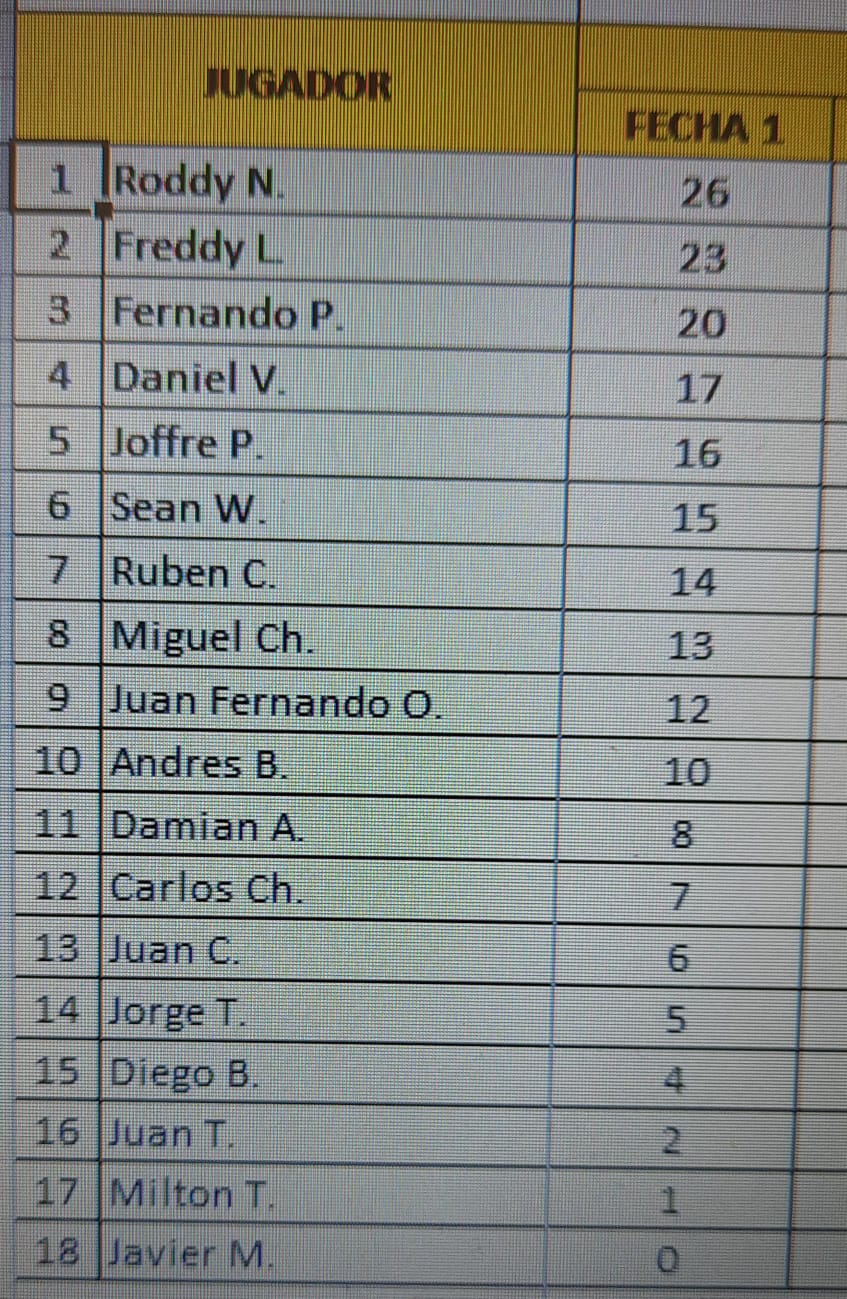 JUGADOR
FECHA 1
1 Roddy N. 26
2 Freddy L. 23
3 Fernando P. 20
4 Daniel V. 17
5 Joffre P. 16
6 Sean W. 15
7 Ruben C. 14
8 Miguel Ch. 13
9 Juan Fernando O. 12
10 Andres B. 10
11 Damian A. 8
12 Carlos Ch. 7
13 Juan C. 6
14 Jorge T. 5
15 Diego B. 4
16 Juan T. 2
17 Milton T. 1
18 Javier M. 0